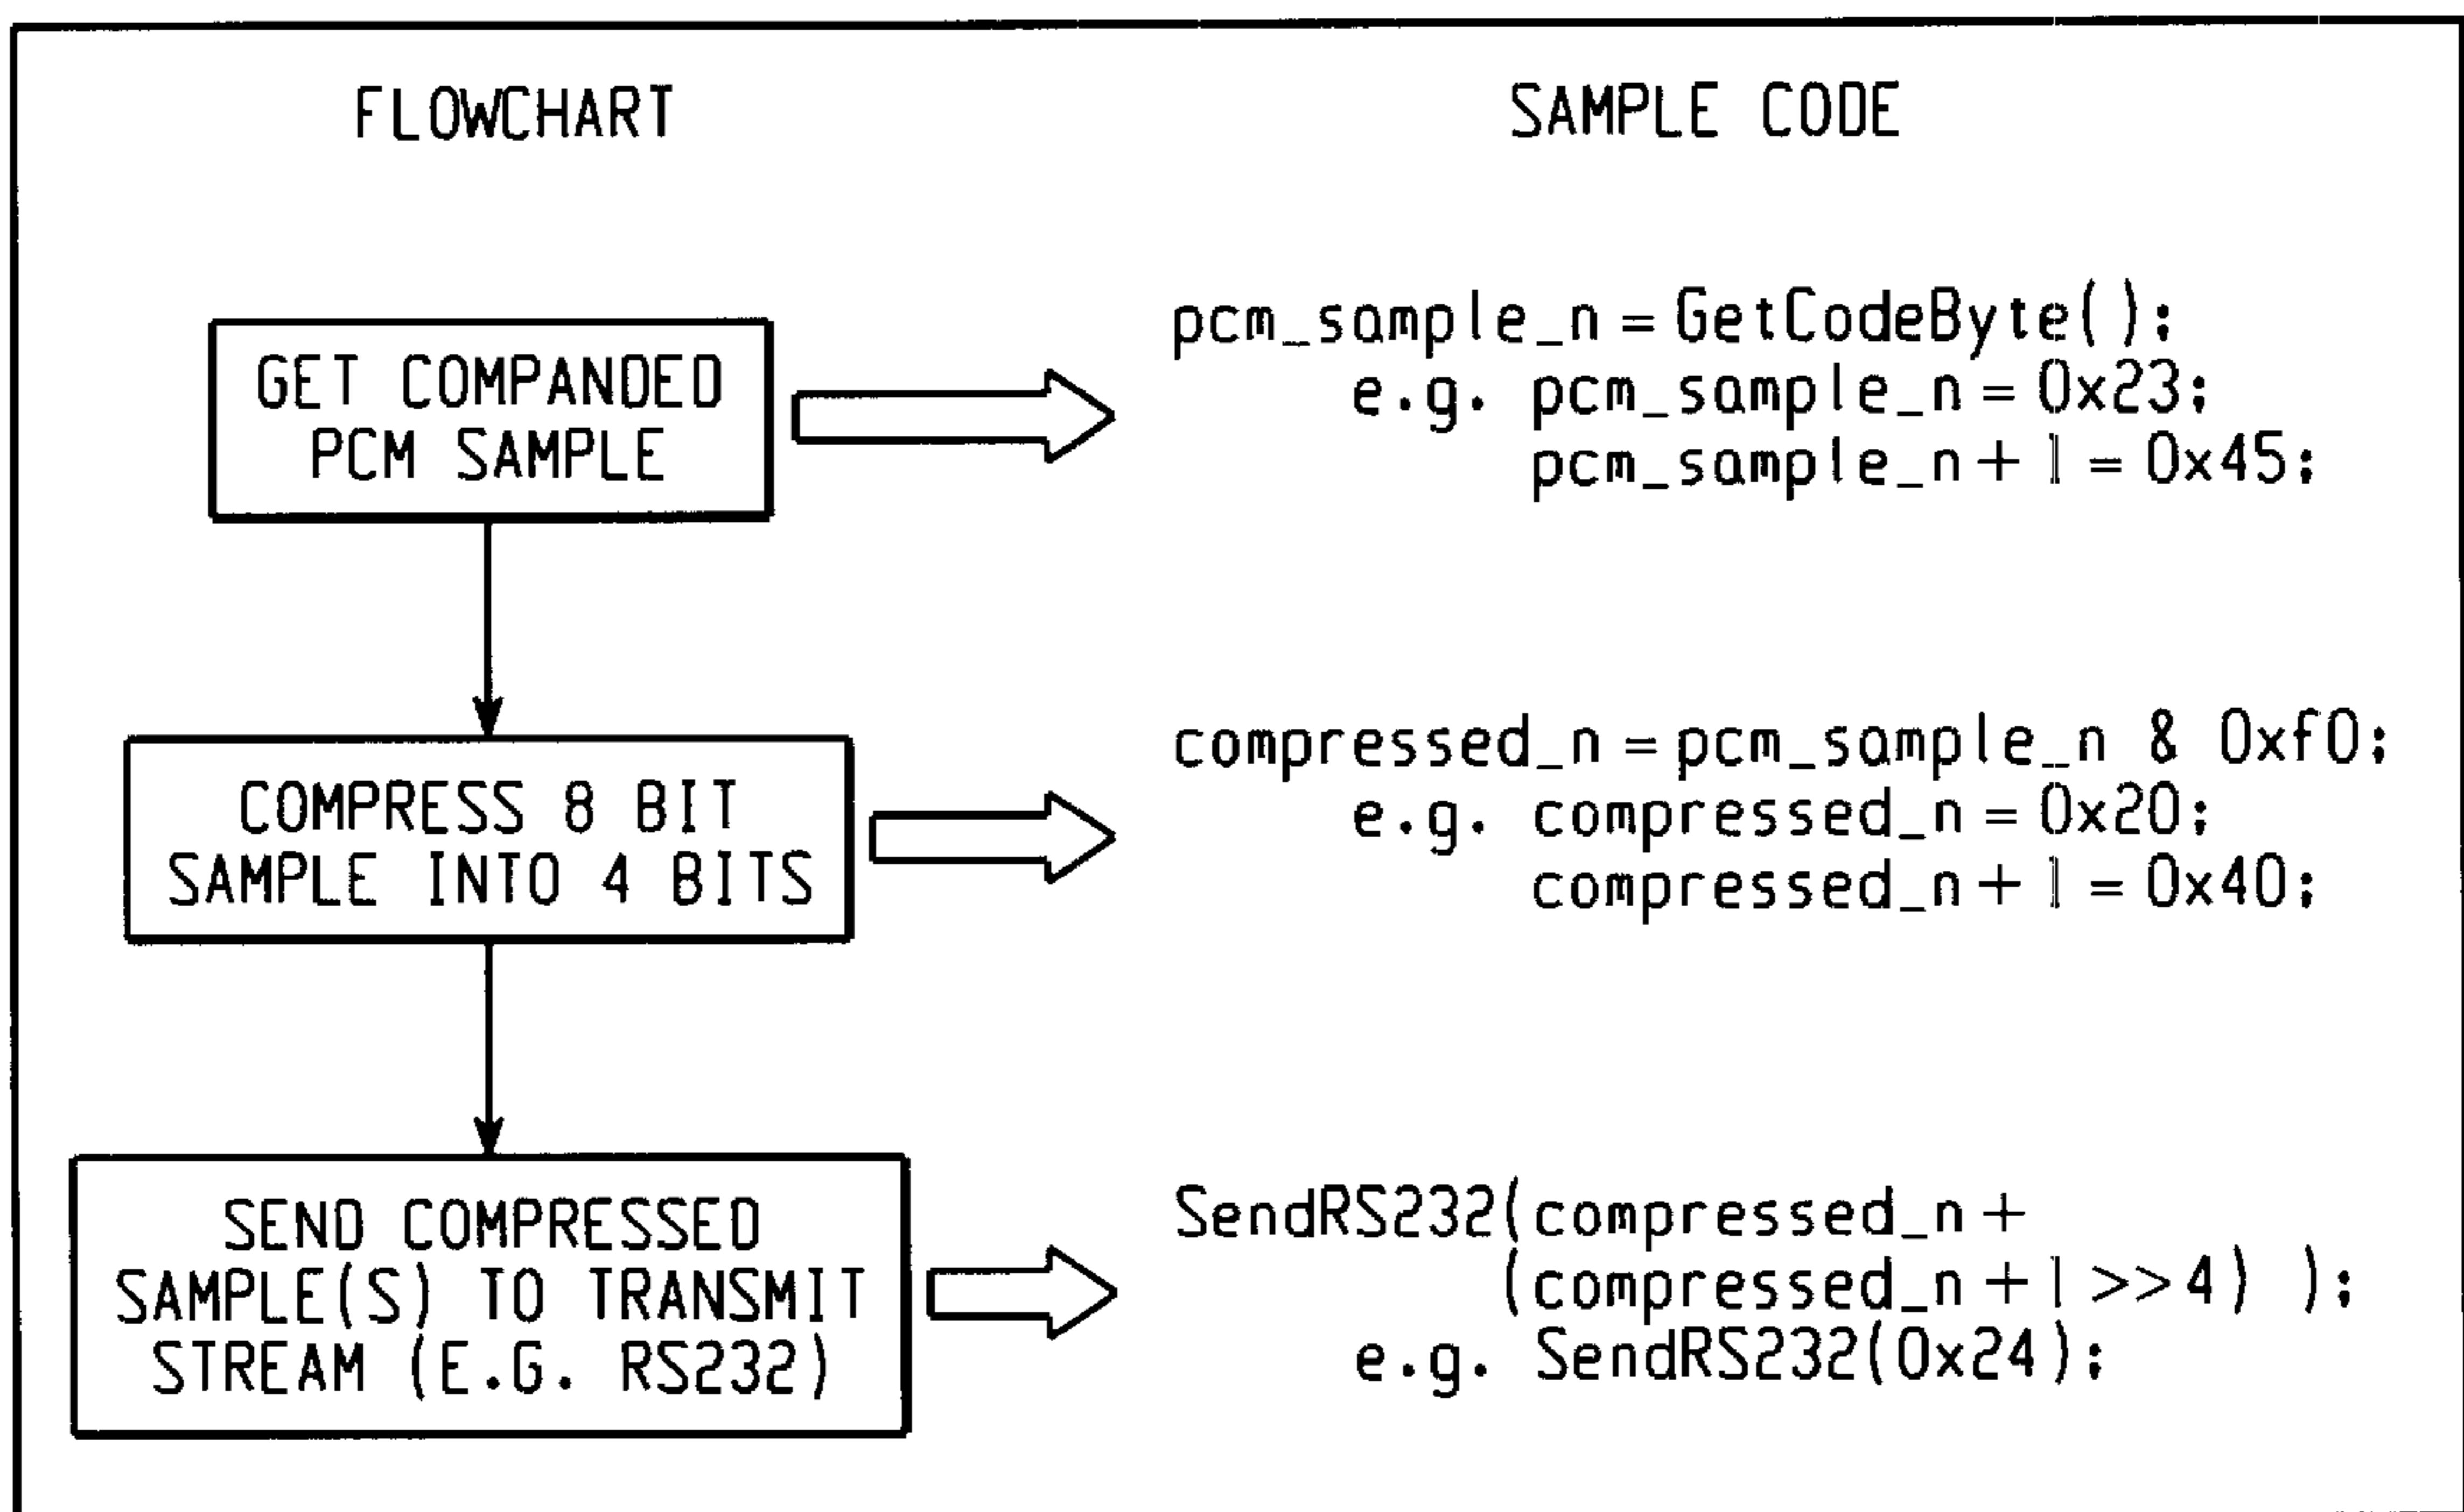 FLOWCHART
SAMPLE CODE
GET COMPANDED
PCM SAMPLE
pcm_sample_n = GetCodeByte();
e.g. pcm_sample_n = 0x23;
pcm_sample_n + 1 = 0x45;
COMPRESS 8 BIT
SAMPLE INTO 4 BITS
compressed_n = pcm_sample_n & 0xf0;
e.g. compressed_n = 0x20;
compressed_n + 1 = 0x40;
SEND COMPRESSED
SAMPLE(S) TO TRANSMIT
STREAM (E.G. RS232)
SendRS232(compressed_n +
(compressed_n + 1 >> 4) );
e.g. SendRS232(0x24);